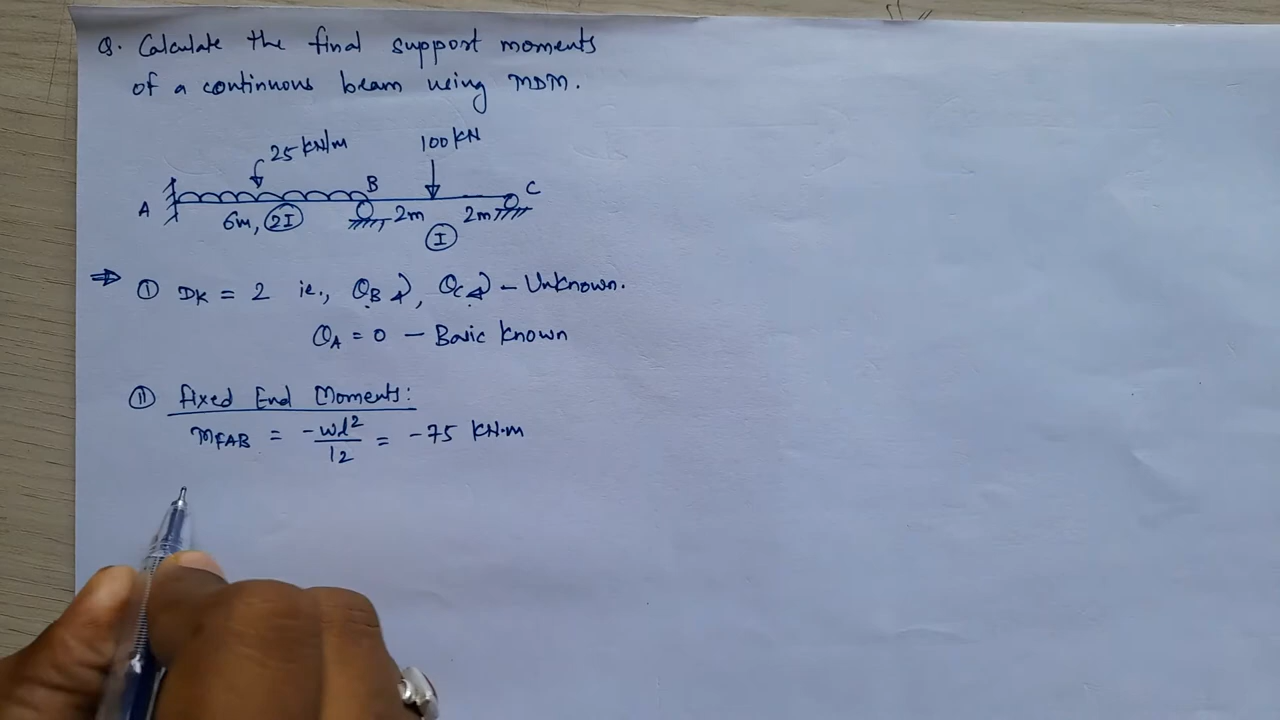 Q. Calculate the final support moments
of a continuous beam using MDM.
25 kN/m
100 KN
A
B
C
6m, 2I
2m
2m
I
⇒ ① DK = 2 ie., θB , θC – Unknown.
θA = 0 – Basic known
② Fixed End Moments:
MFAB = -wl²/12 = -75 KN·m